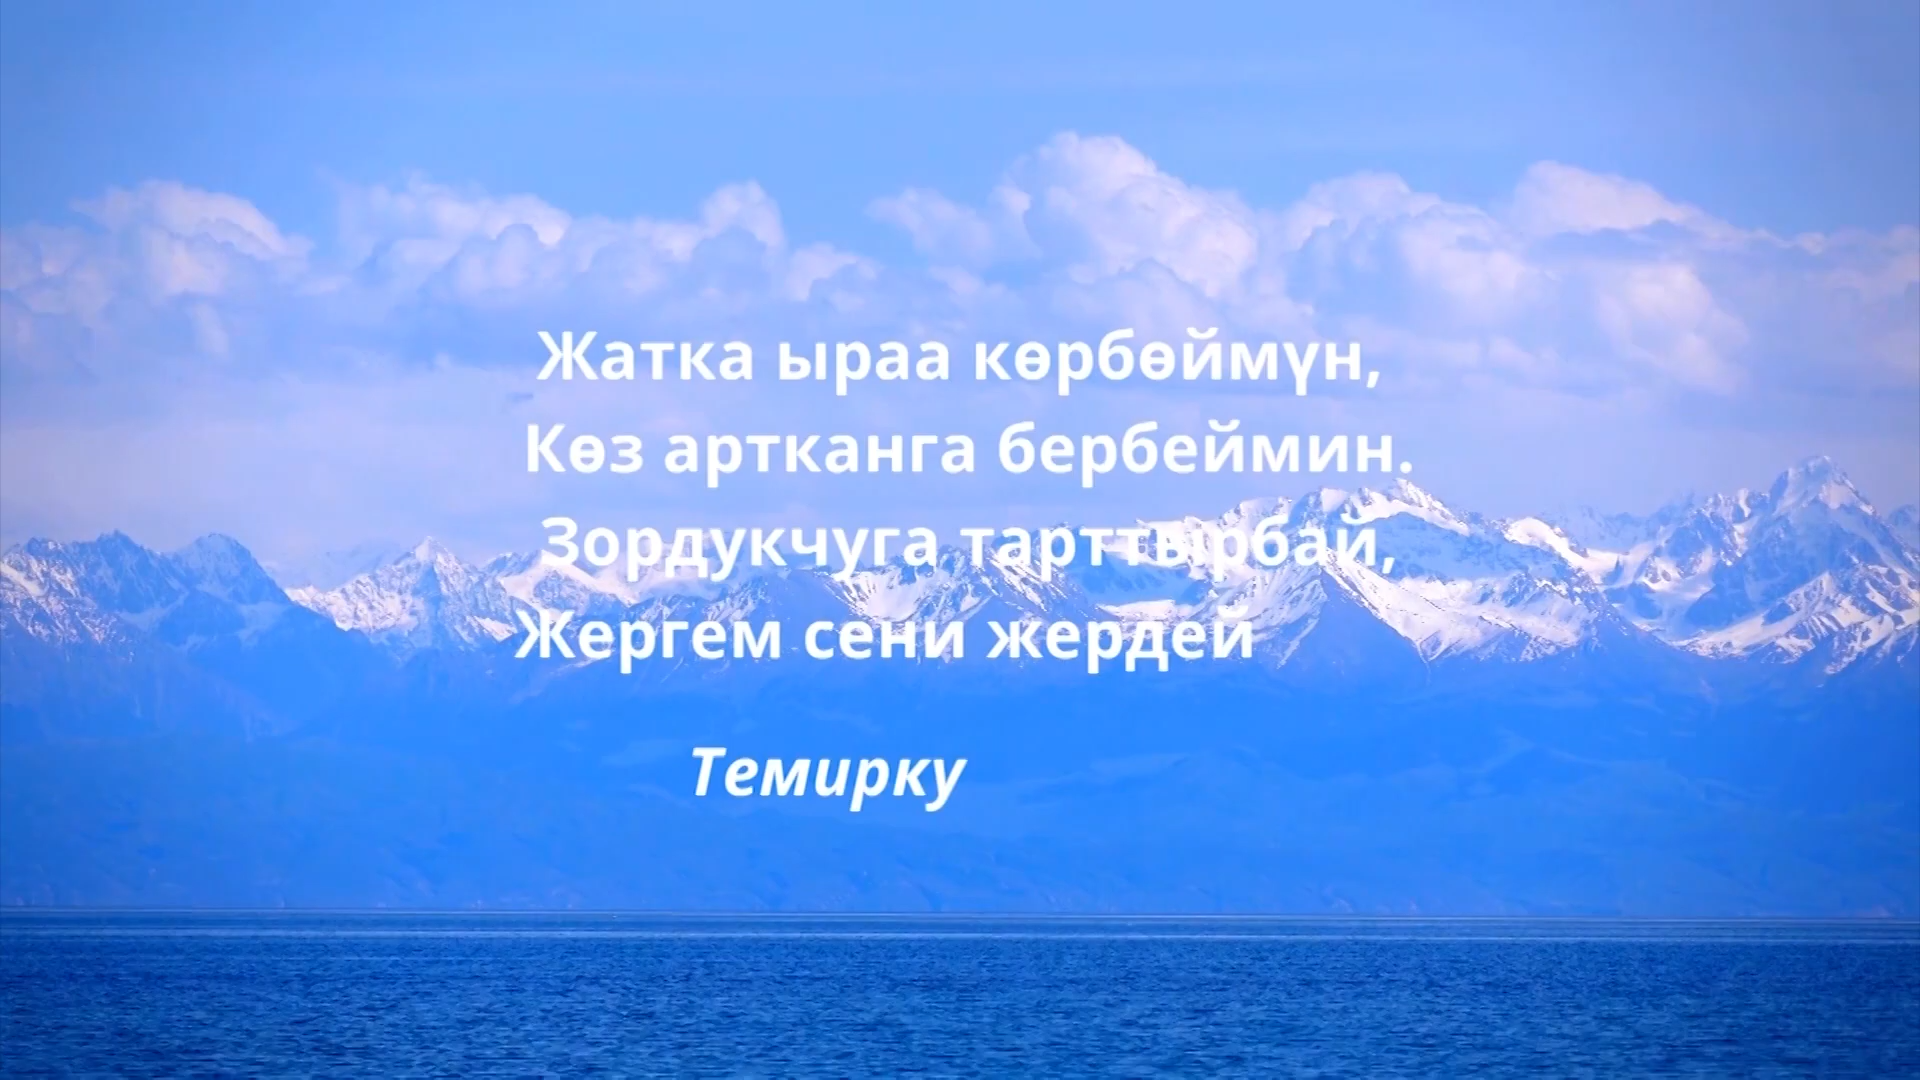 Жатка ыраа көрбөймүн,
Көз артканга бербеймин.
Зордукчуга тарттырбай,
Жергем сени жердей
Темирку